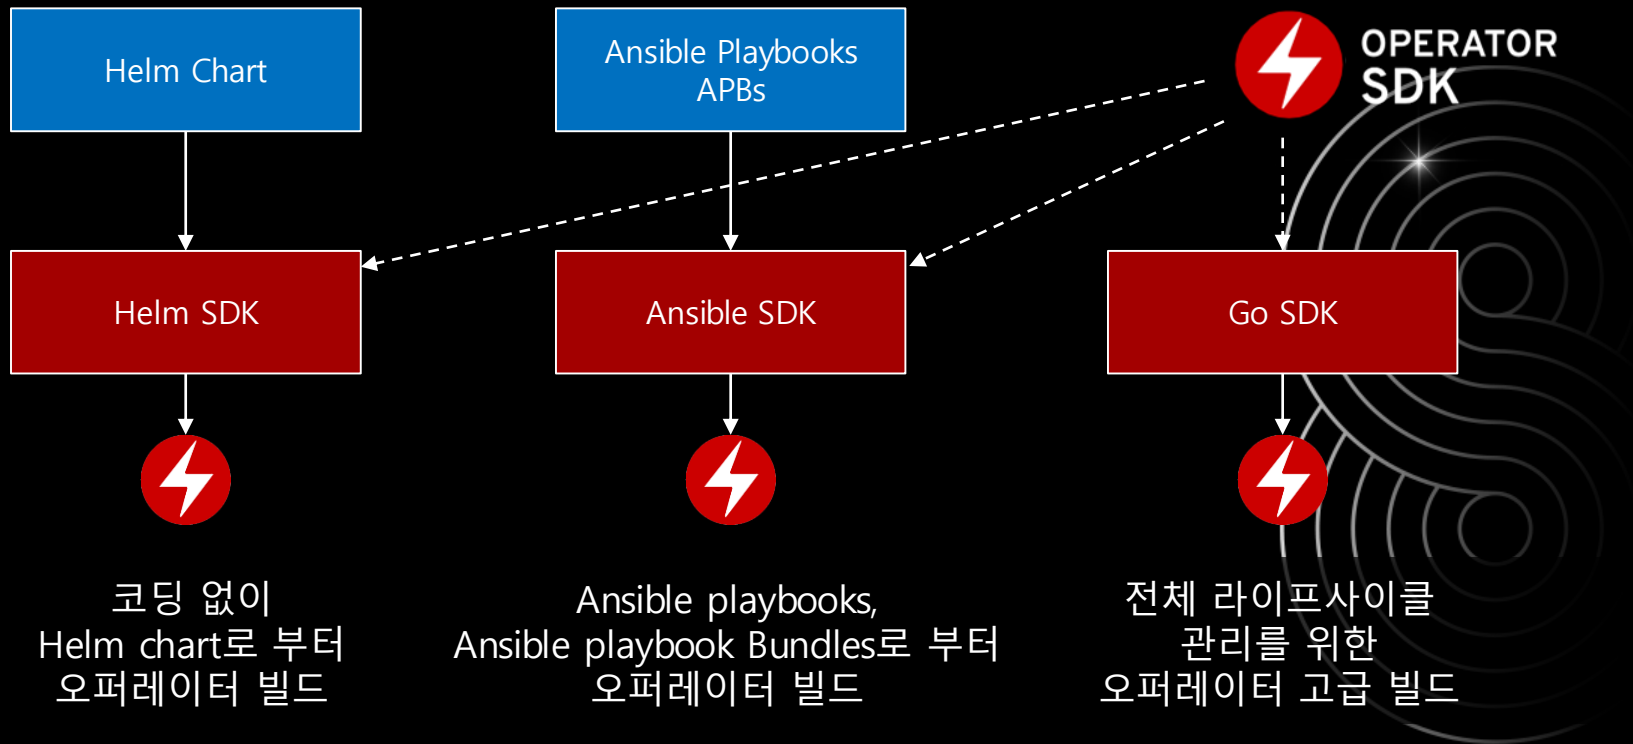 Helm Chart
Ansible Playbooks
APBs
OPERATOR
SDK
Helm SDK
Ansible SDK
Go SDK
코딩 없이
Helm chart로 부터
오퍼레이터 빌드
Ansible playbooks,
Ansible playbook Bundles로 부터
오퍼레이터 빌드
전체 라이프사이클
관리를 위한
오퍼레이터 고급 빌드